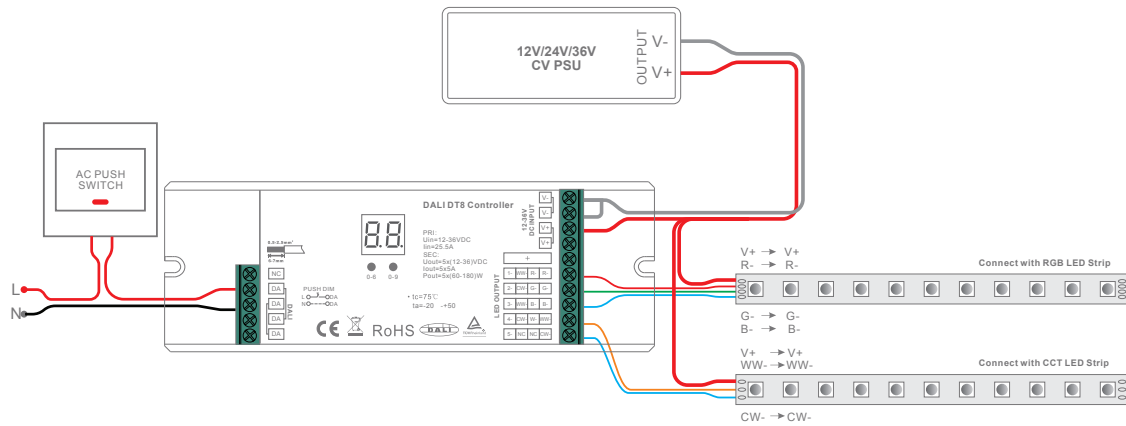 12V/24V/36V
CV PSU
OUTPUT
V-
V+
AC PUSH
SWITCH
L
N
DALI DT8 Controller
PRI:
Uin=12-36VDC
Iin=25.5A
SEC:
Uout=5x(12-36)VDC
Iout=5x5A
Pout=5x(60-180)W
• tc=75℃
ta=-20 -+50
88
0-6 0-9
6-7mm
NC
DA
DA
DA
DA
DALI
PUSH DIM
L DA
N DA
CE
RoHS
DALI
12-36V
DC INPUT
V-
V-
V+
V+
LED OUTPUT
+
1- WW- R- R-
2- CW- G- G-
3- WW- B- B-
4- CW- W- WW-
5- NC NC CW-
V+ → V+
R- → R-
Connect with RGB LED Strip
G- → G-
B- → B-
V+ → V+
WW- → WW-
Connect with CCT LED Strip
CW- → CW-